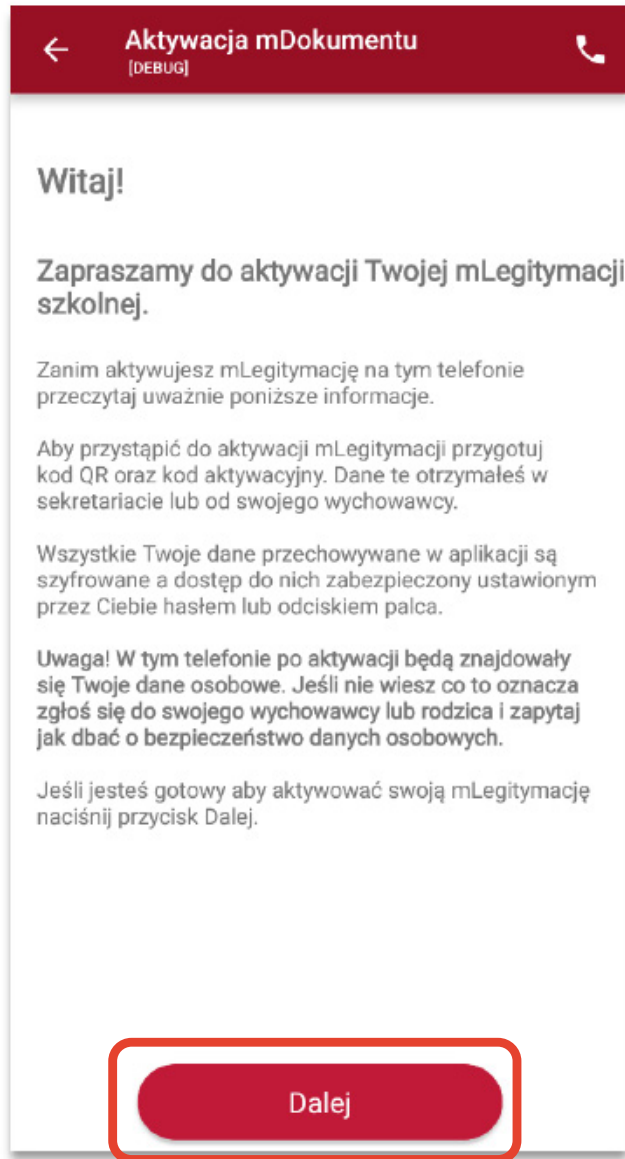 Aktywacja mDokumentu
[DEBUG]
Witaj!
Zapraszamy do aktywacji Twojej mLegitymacji
szkolnej.
Zanim aktywujesz mLegitymację na tym telefonie
przeczytaj uważnie poniższe informacje.
Aby przystąpić do aktywacji mLegitymacji przygotuj
kod QR oraz kod aktywacyjny. Dane te otrzymałeś w
sekretariacie lub od swojego wychowawcy.
Wszystkie Twoje dane przechowywane w aplikacji są
szyfrowane a dostęp do nich zabezpieczony ustawionym
przez Ciebie hasłem lub odciskiem palca.
Uwaga! W tym telefonie po aktywacji będą znajdowały
się Twoje dane osobowe. Jeśli nie wiesz co to oznacza
zgłoś się do swojego wychowawcy lub rodzica i zapytaj
jak dbać o bezpieczeństwo danych osobowych.
Jeśli jesteś gotowy aby aktywować swoją mLegitymację
naciśnij przycisk Dalej.
Dalej